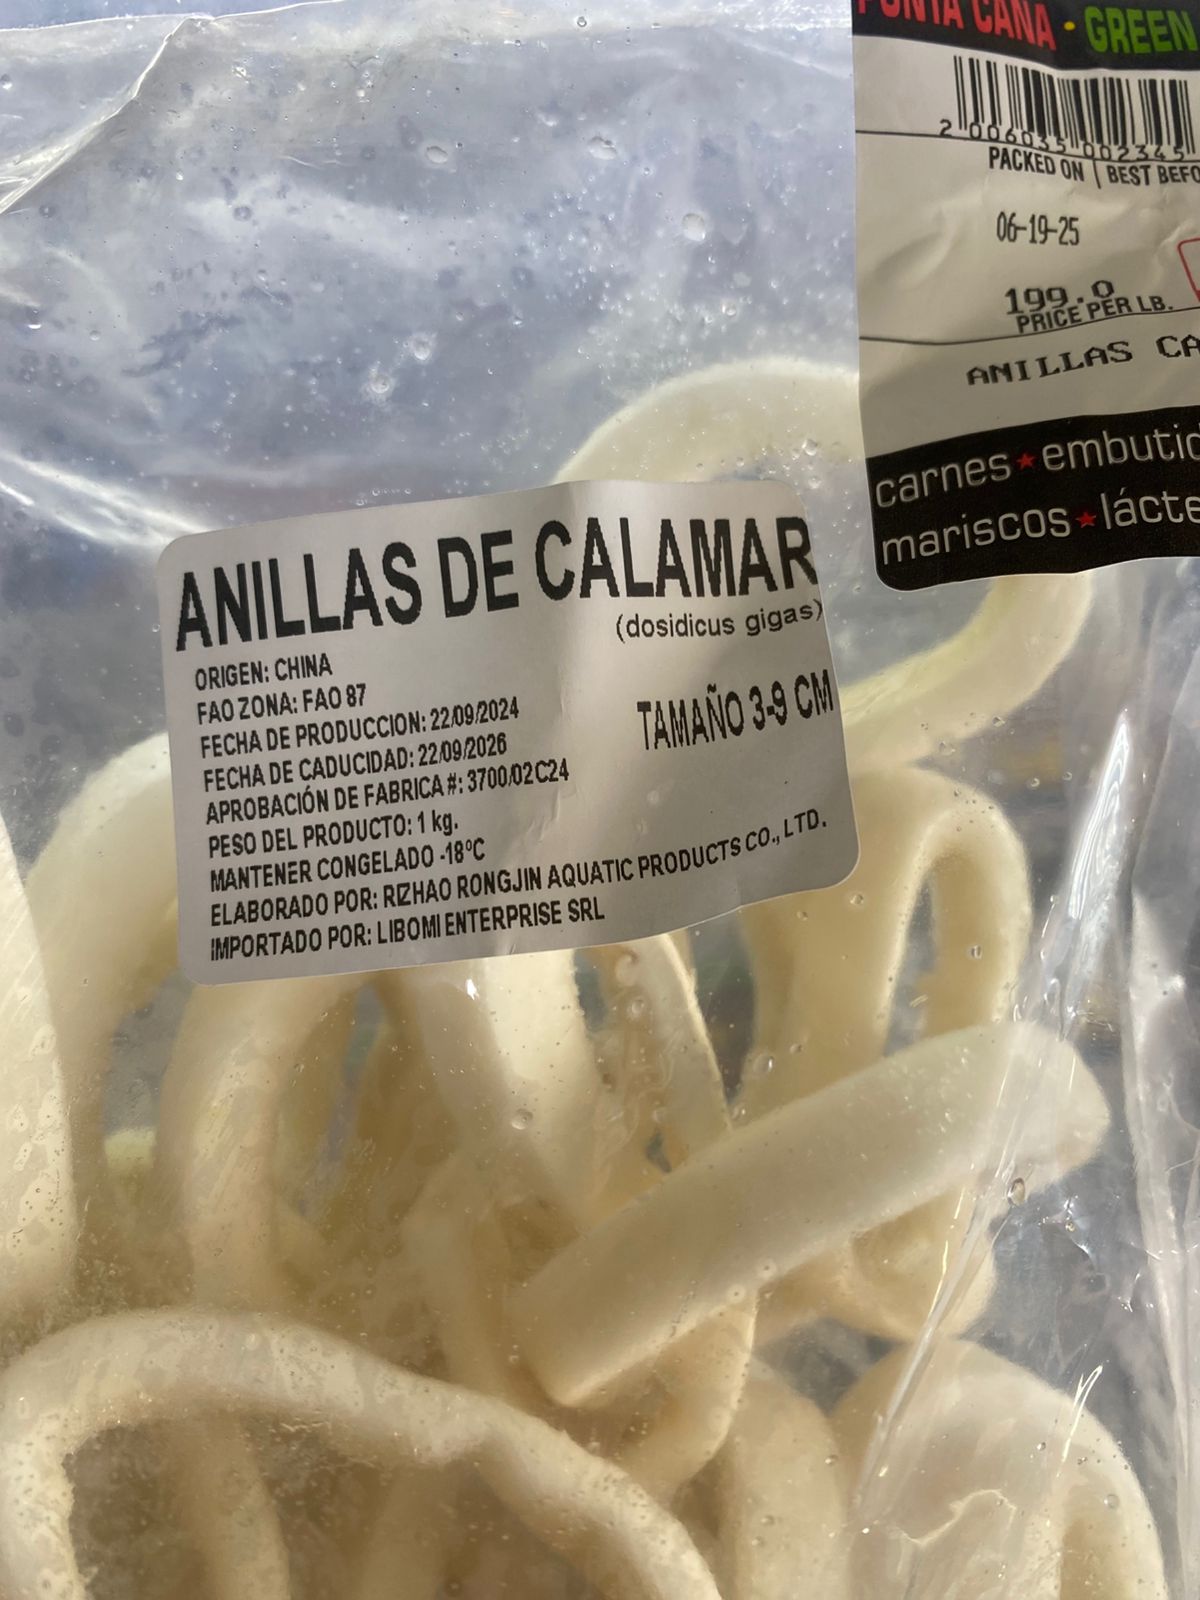 ANILLAS DE CALAMAR
(dosidicus gigas)
ORIGEN: CHINA
FAO ZONA: FAO 87
FECHA DE PRODUCCION: 22/09/2024
FECHA DE CADUCIDAD: 22/09/2026
APROBACIÓN DE FABRICA #: 3700/02C24
PESO DEL PRODUCTO: 1 kg.
MANTENER CONGELADO -18ºC
ELABORADO POR: RIZHAO RONGJIN AQUATIC PRODUCTS CO., LTD.
IMPORTADO POR: LIBOMI ENTERPRISE SRL
TAMAÑO 3-9 CM
PUNTA CANA · GREEN
2 006035 002345
PACKED ON | BEST BEFO
06-19-25
199.0
PRICE PER LB.
ANILLAS CA
carnes ★ embutid
mariscos ★ lácte